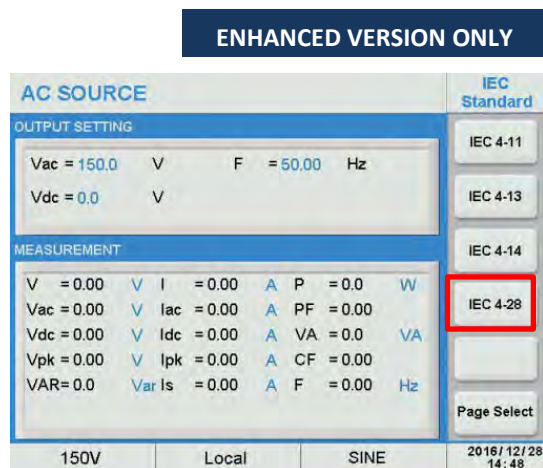 ENHANCED VERSION ONLY
AC SOURCE
IEC
Standard
OUTPUT SETTING
Vac = 150.0 V F = 50.00 Hz
Vdc = 0.0 V
MEASUREMENT
V = 0.00 V I = 0.00 A P = 0.0 W
Vac = 0.00 V Iac = 0.00 A PF = 0.00
Vdc = 0.00 V Idc = 0.00 A VA = 0.0 VA
Vpk = 0.00 V Ipk = 0.00 A CF = 0.00
VAR= 0.0 Var Is = 0.00 A F = 0.00 Hz
IEC 4-11
IEC 4-13
IEC 4-14
IEC 4-28
Page Select
150V Local SINE
2016/12/28
14:48